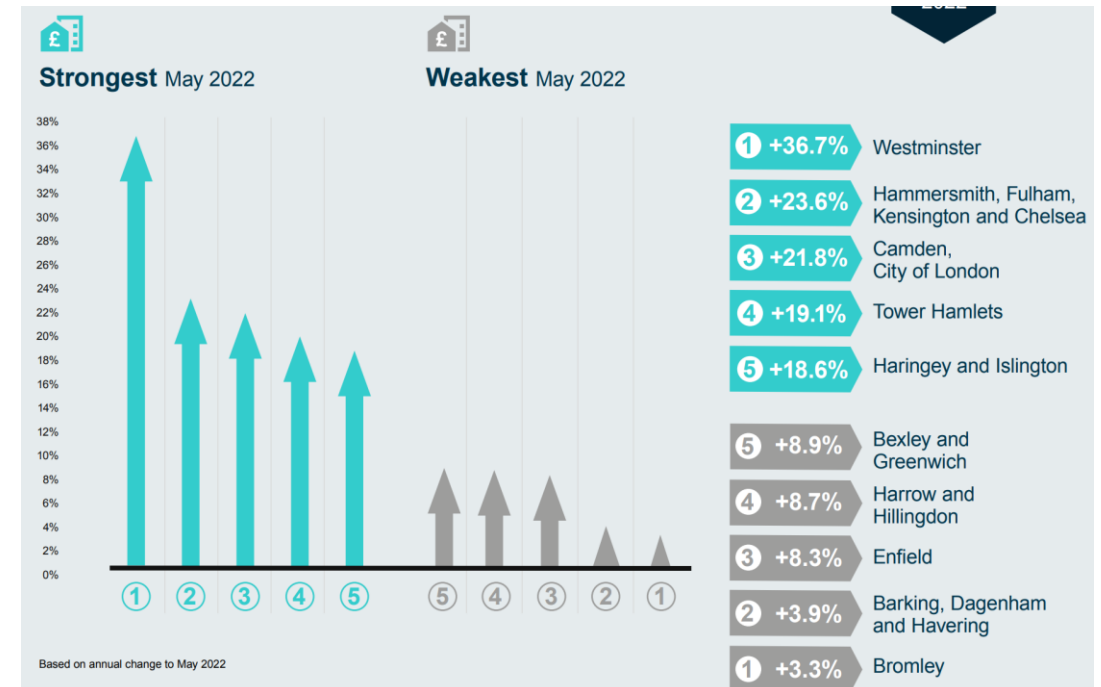 2022
£
£
Strongest May 2022
Weakest May 2022
38%
36%
34%
32%
30%
28%
26%
24%
22%
20%
18%
16%
14%
12%
10%
8%
6%
4%
2%
0%
1 2 3 4 5
5 4 3 2 1
Based on annual change to May 2022
1 +36.7% Westminster
2 +23.6% Hammersmith, Fulham,
Kensington and Chelsea
3 +21.8% Camden,
City of London
4 +19.1% Tower Hamlets
5 +18.6% Haringey and Islington
5 +8.9% Bexley and
Greenwich
4 +8.7% Harrow and
Hillingdon
3 +8.3% Enfield
2 +3.9% Barking, Dagenham
and Havering
1 +3.3% Bromley